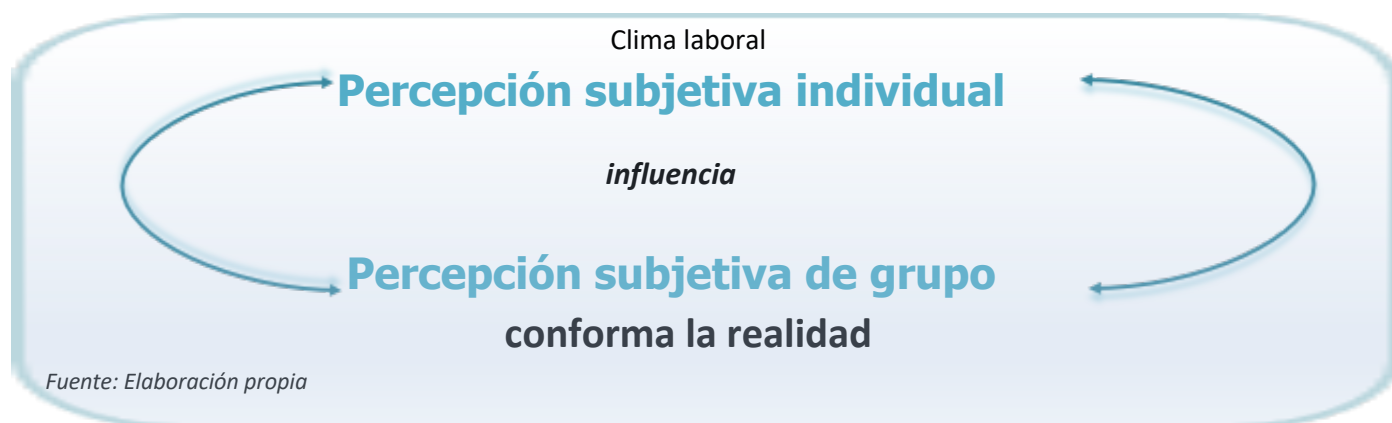 Clima laboral
Percepción subjetiva individual
influencia
Percepción subjetiva de grupo
conforma la realidad
Fuente: Elaboración propia